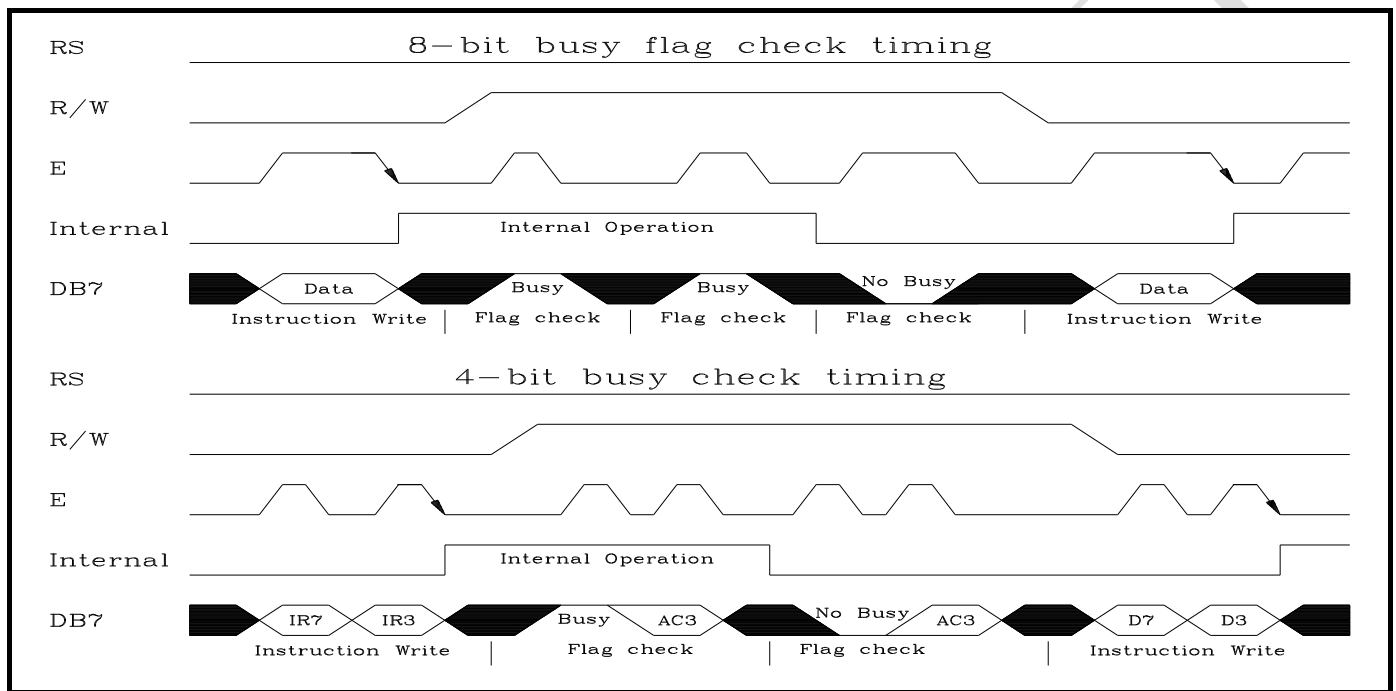 RS 8-bit busy flag check timing
R/W
E
Internal Internal Operation
DB7 Data Busy Busy No Busy Data
Instruction Write Flag check Flag check Flag check Instruction Write
RS 4-bit busy check timing
R/W
E
Internal Internal Operation
DB7 IR7 IR3 Busy AC3 No Busy AC3 D7 D3
Instruction Write Flag check Flag check Instruction Write